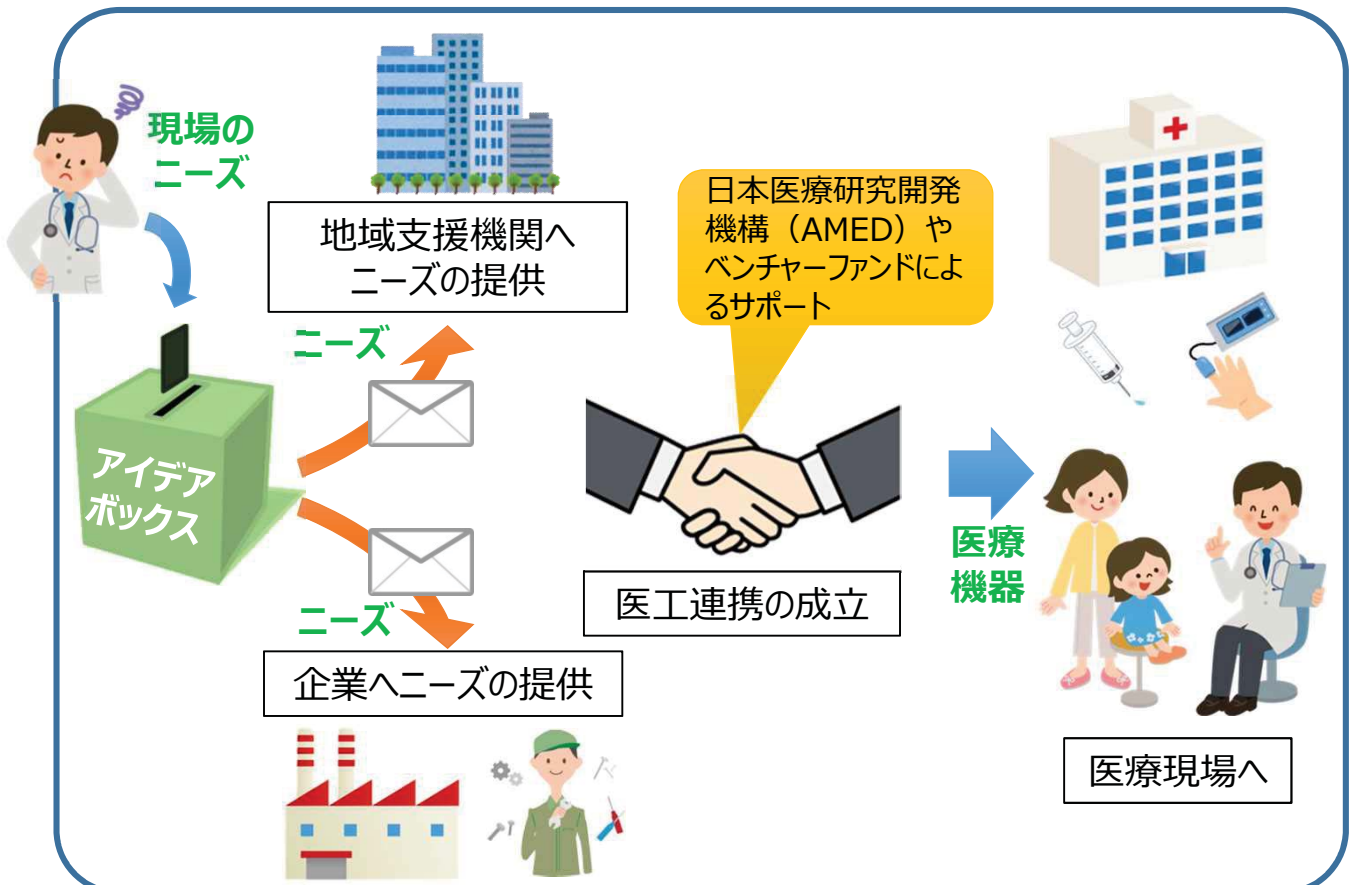 現場の
ニーズ
地域支援機関へ
ニーズの提供
日本医療研究開発
機構（AMED）や
ベンチャーファンドによ
るサポート
ニーズ
アイデア
ボックス
ニーズ
企業へニーズの提供
医工連携の成立
医療
機器
医療現場へ